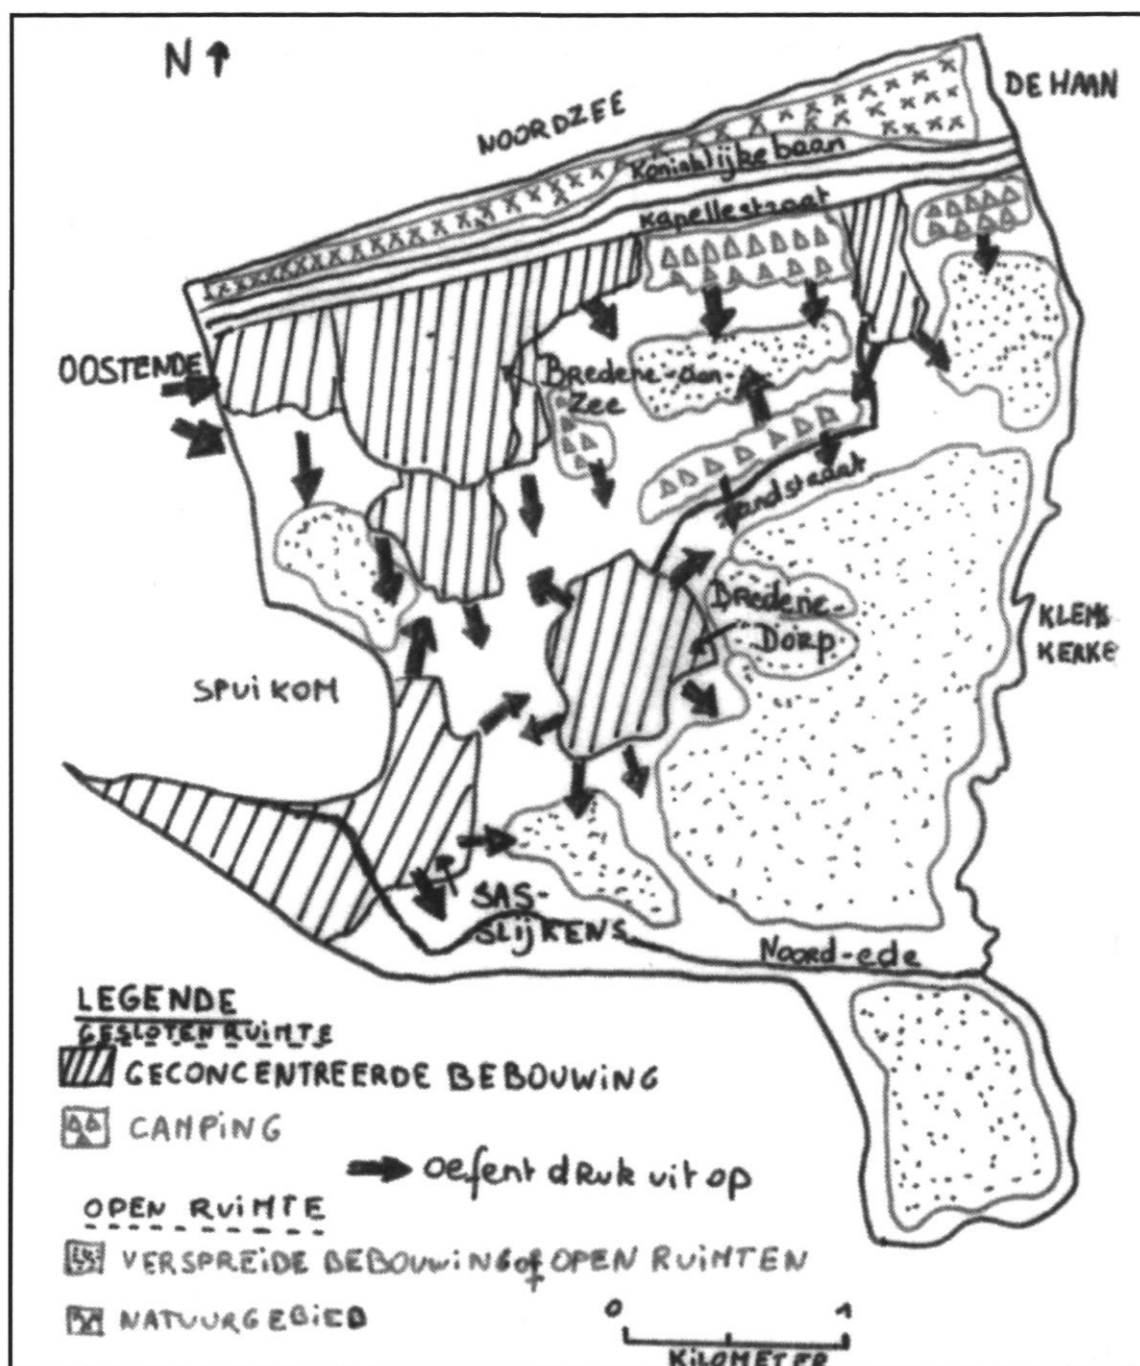 N
DE HAAN
NOORDZEE
Koninklijke baan
Kapellestraat
OOSTENDE
Bredene-aan-
Zee
Zandstraat
BREDENE-
DORP
KLEMS
KERKE
SPUIKOM
SAS-
SLIJKENS
Noord-ede
LEGENDE
GESLOTEN RUIMTE
GECONCENTREERDE BEBOUWING
CAMPING
oefent druk uit op
OPEN RUIMTE
VERSPREIDE BEBOUWING of OPEN RUIMTEN
NATUURGEBIED
0 1
KILOMETER